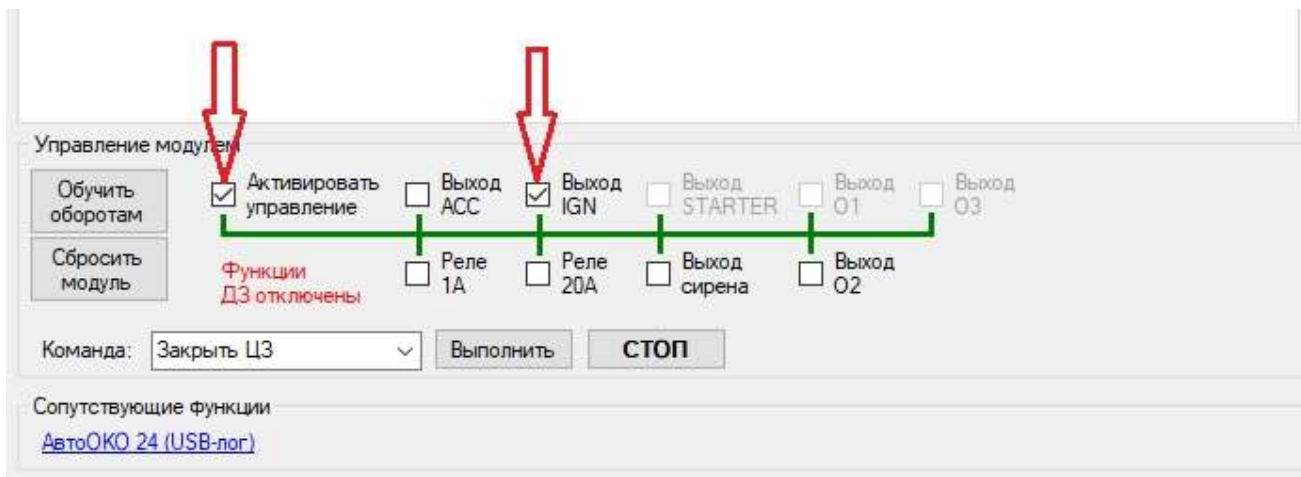 Управление модулем
Обучить
оборотам
Активировать
управление
Выход
ACC
Выход
IGN
Выход
STARTER
Выход
O1
Выход
O3
Сбросить
модуль
Функции
ДЗ отключены
Реле
1A
Реле
20A
Выход
сирена
Выход
O2
Команда: Закрыть ЦЗ Выполнить СТОП
Сопутствующие функции
АвтоОКО 24 (USB-лог)